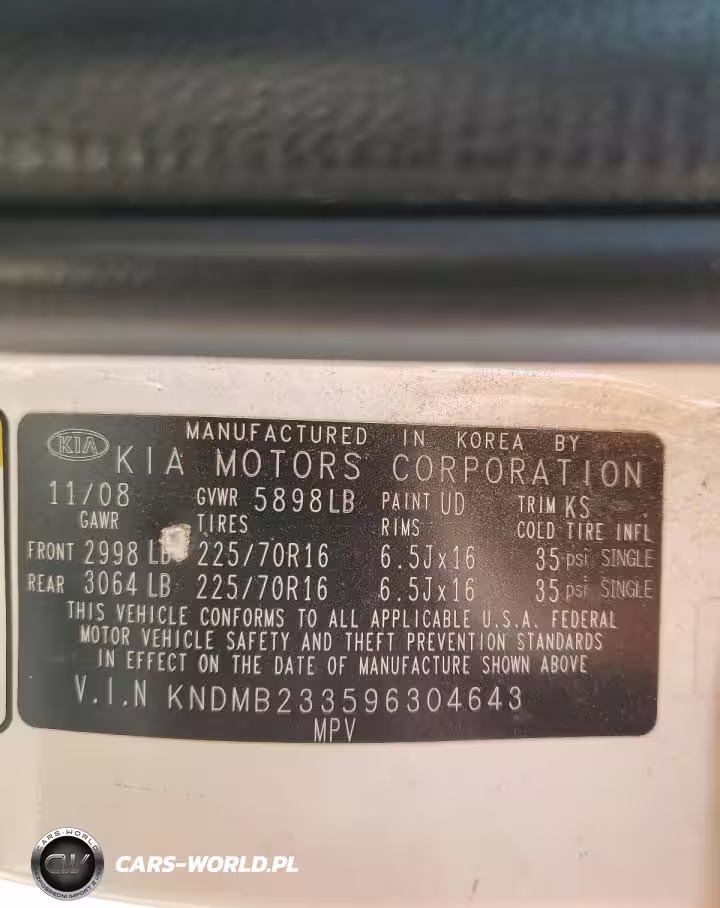 KIA
MANUFACTURED IN KOREA BY
KIA MOTORS CORPORATION
11/08 GVWR 5898LB PAINT UD TRIM KS
GAWR TIRES RIMS COLD TIRE INFL
FRONT 2998 LB 225/70R16 6.5Jx16 35 psi SINGLE
REAR 3064 LB 225/70R16 6.5Jx16 35 psi SINGLE
THIS VEHICLE CONFORMS TO ALL APPLICABLE U.S.A. FEDERAL
MOTOR VEHICLE SAFETY AND THEFT PREVENTION STANDARDS
IN EFFECT ON THE DATE OF MANUFACTURE SHOWN ABOVE
V.I.N KNDMB233596304643
MPV
CARS-WORLD
CW
CARS-WORLD.PL